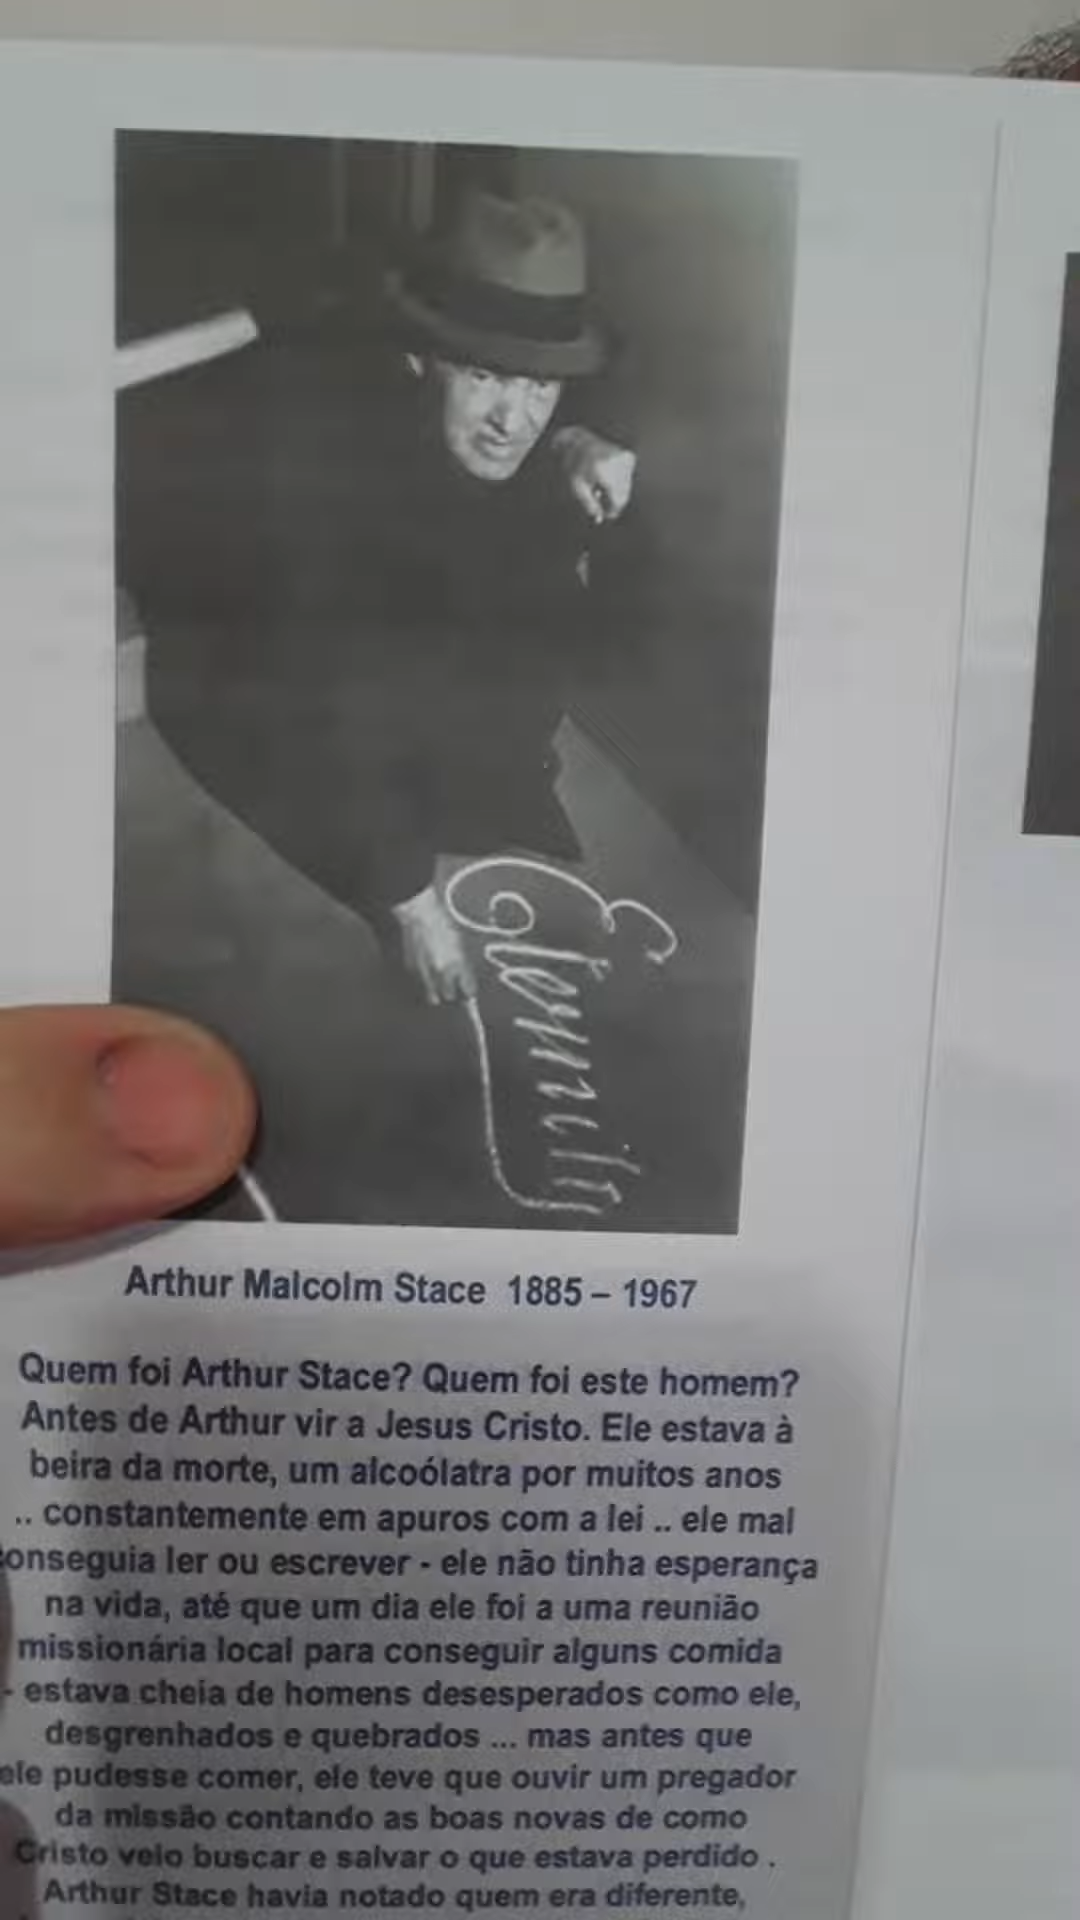 Eternity
Arthur Malcolm Stace 1885 – 1967
Quem foi Arthur Stace? Quem foi este homem?
Antes de Arthur vir a Jesus Cristo. Ele estava à
beira da morte, um alcoólatra por muitos anos
.. constantemente em apuros com a lei .. ele mal
conseguia ler ou escrever - ele não tinha esperança
na vida, até que um dia ele foi a uma reunião
missionária local para conseguir alguns comida
- estava cheia de homens desesperados como ele,
desgrenhados e quebrados ... mas antes que
ele pudesse comer, ele teve que ouvir um pregador
da missão contando as boas novas de como
Cristo veio buscar e salvar o que estava perdido .
Arthur Stace havia notado quem era diferente,